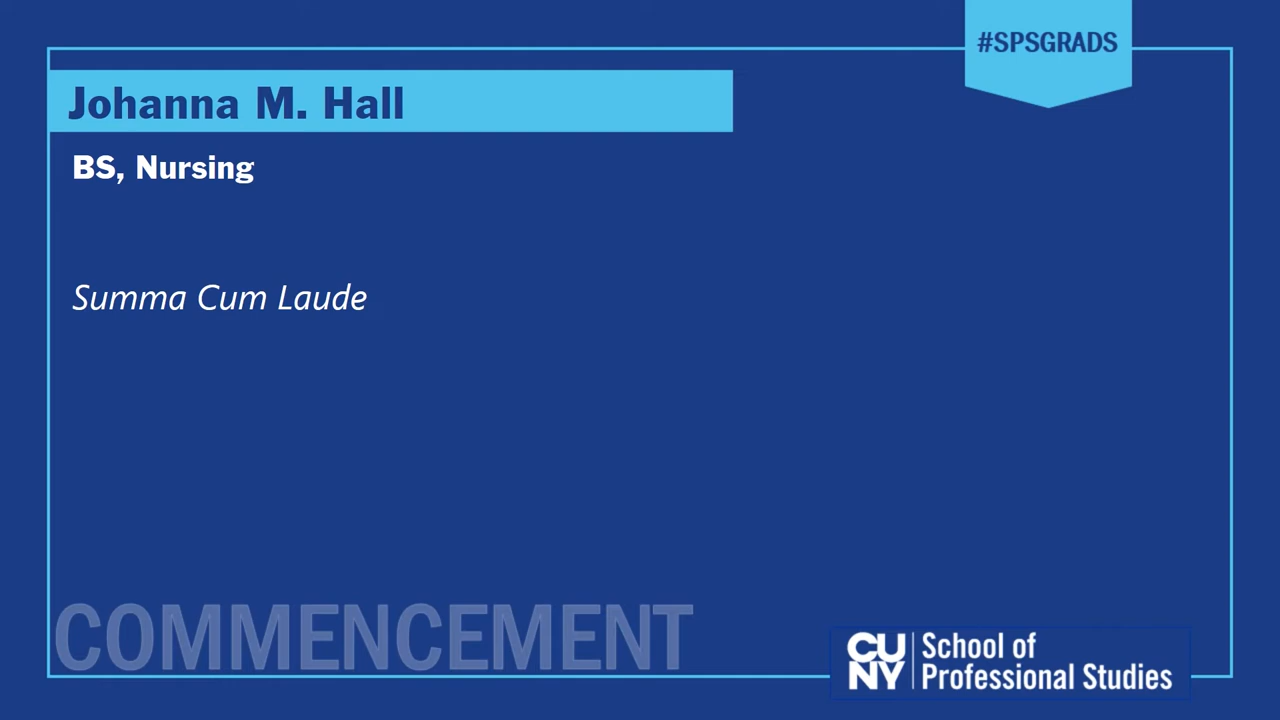 #SPSGRADS
Johanna M. Hall
BS, Nursing
Summa Cum Laude
COMMENCEMENT
CUNY
School of
Professional Studies